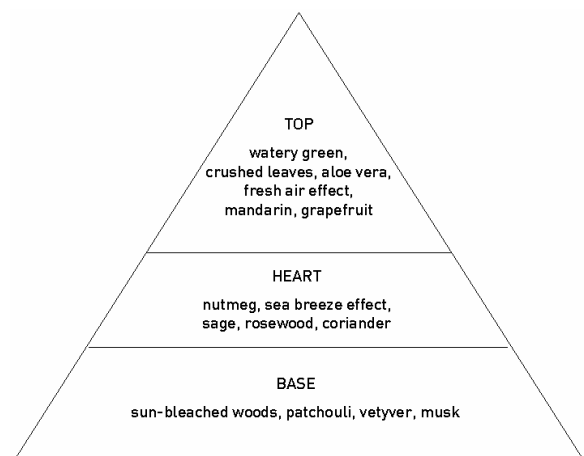 TOP
watery green,
crushed leaves, aloe vera,
fresh air effect,
mandarin, grapefruit
HEART
nutmeg, sea breeze effect,
sage, rosewood, coriander
BASE
sun-bleached woods, patchouli, vetyver, musk